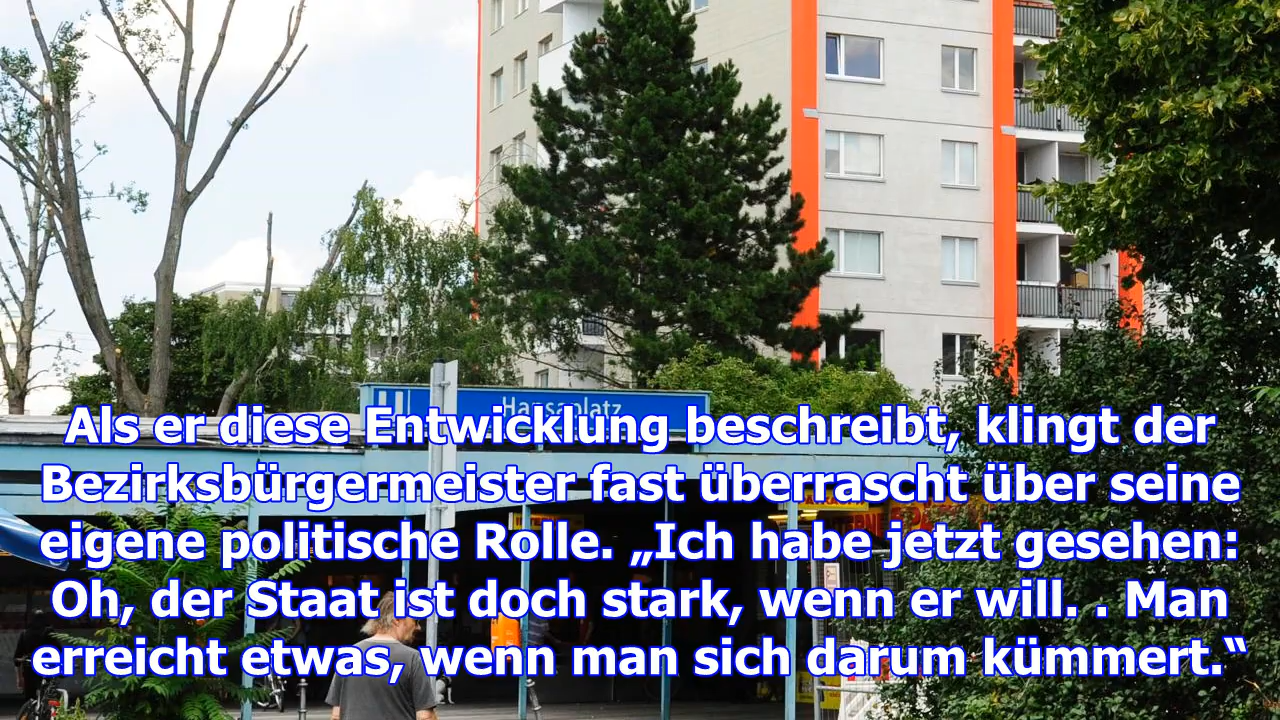 Hansaplatz
Als er diese Entwicklung beschreibt, klingt der
Bezirksbürgermeister fast überrascht über seine
eigene politische Rolle. „Ich habe jetzt gesehen:
Oh, der Staat ist doch stark, wenn er will. . Man
erreicht etwas, wenn man sich darum kümmert.“